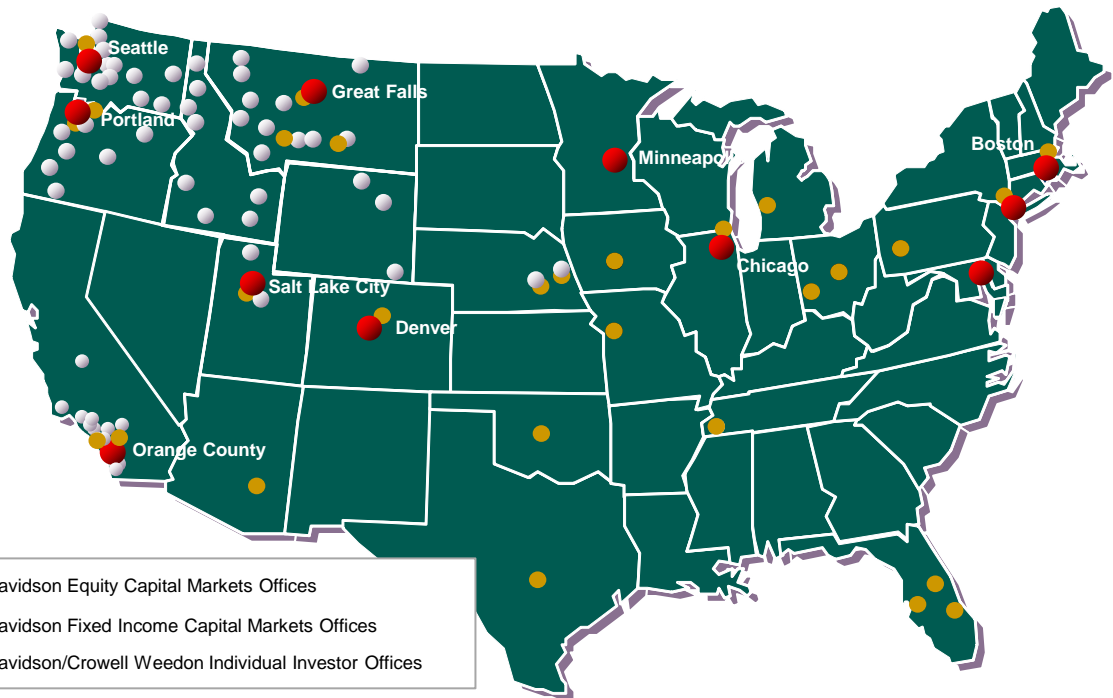 Seattle
Great Falls
Portland
Boston
Minneapol
Chicago
Salt Lake City
Denver
Orange County
avidson Equity Capital Markets Offices
avidson Fixed Income Capital Markets Offices
avidson/Crowell Weedon Individual Investor Offices